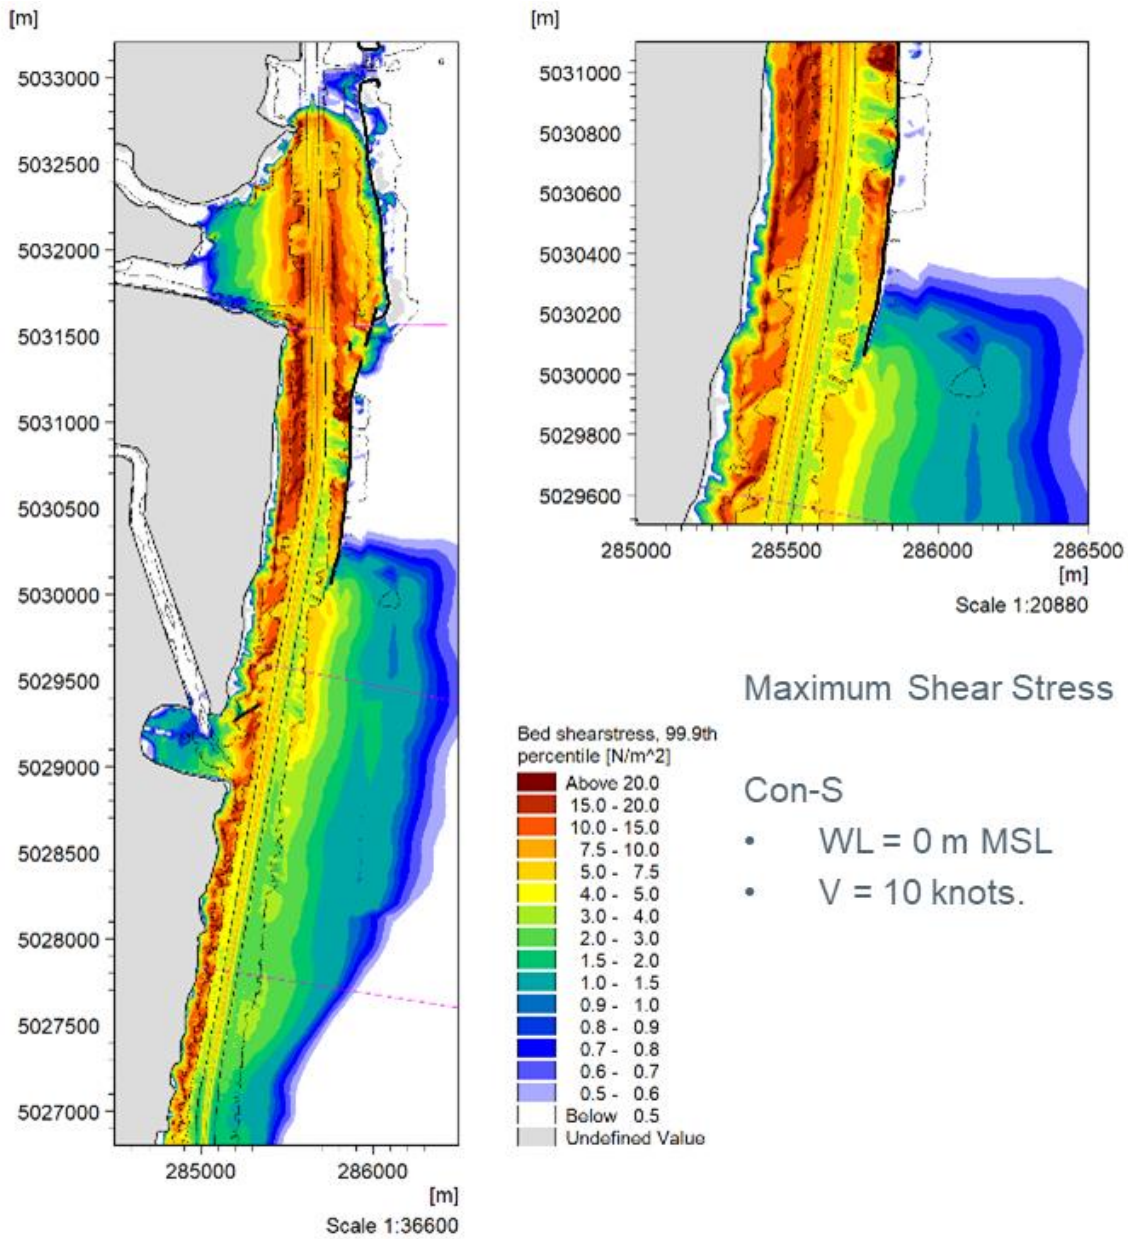 [m]
5033000
5032500
5032000
5031500
5031000
5030500
5030000
5029500
5029000
5028500
5028000
5027500
5027000
285000 286000
[m]
Scale 1:36600
[m]
5031000
5030800
5030600
5030400
5030200
5030000
5029800
5029600
285000 285500 286000 286500
[m]
Scale 1:20880
Bed shearstress, 99.9th
percentile [N/m^2]
Above 20.0
15.0 - 20.0
10.0 - 15.0
7.5 - 10.0
5.0 - 7.5
4.0 - 5.0
3.0 - 4.0
2.0 - 3.0
1.5 - 2.0
1.0 - 1.5
0.9 - 1.0
0.8 - 0.9
0.7 - 0.8
0.6 - 0.7
0.5 - 0.6
Below 0.5
Undefined Value
Maximum Shear Stress
Con-S
• WL = 0 m MSL
• V = 10 knots.